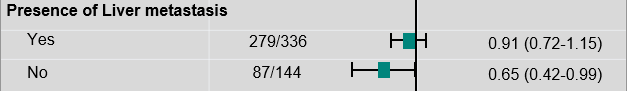 Presence of Liver metastasis
Yes 279/336 0.91 (0.72-1.15)
No 87/144 0.65 (0.42-0.99)